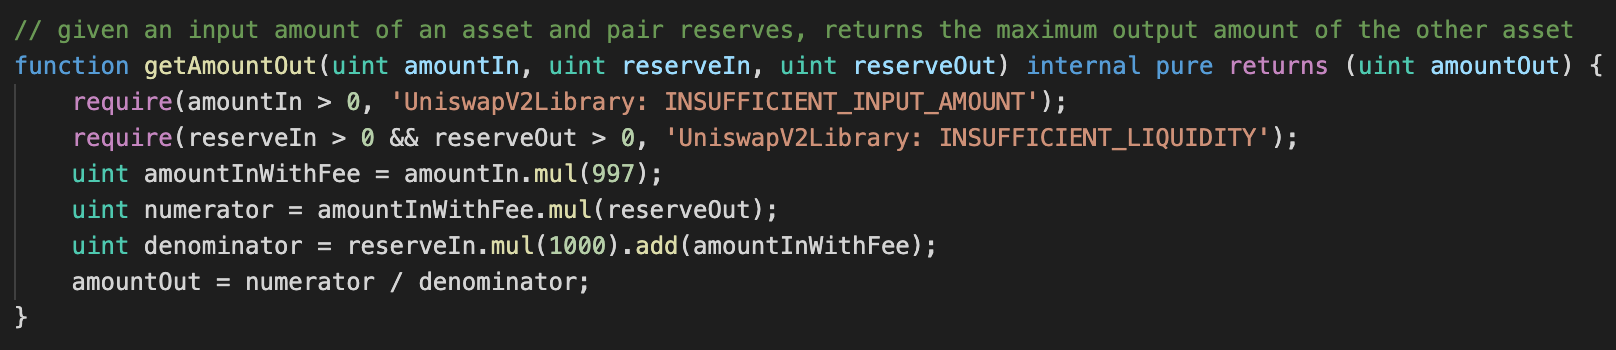 // given an input amount of an asset and pair reserves, returns the maximum output amount of the other asset
function getAmountOut(uint amountIn, uint reserveIn, uint reserveOut) internal pure returns (uint amountOut) {
    require(amountIn > 0, 'UniswapV2Library: INSUFFICIENT_INPUT_AMOUNT');
    require(reserveIn > 0 && reserveOut > 0, 'UniswapV2Library: INSUFFICIENT_LIQUIDITY');
    uint amountInWithFee = amountIn.mul(997);
    uint numerator = amountInWithFee.mul(reserveOut);
    uint denominator = reserveIn.mul(1000).add(amountInWithFee);
    amountOut = numerator / denominator;
}